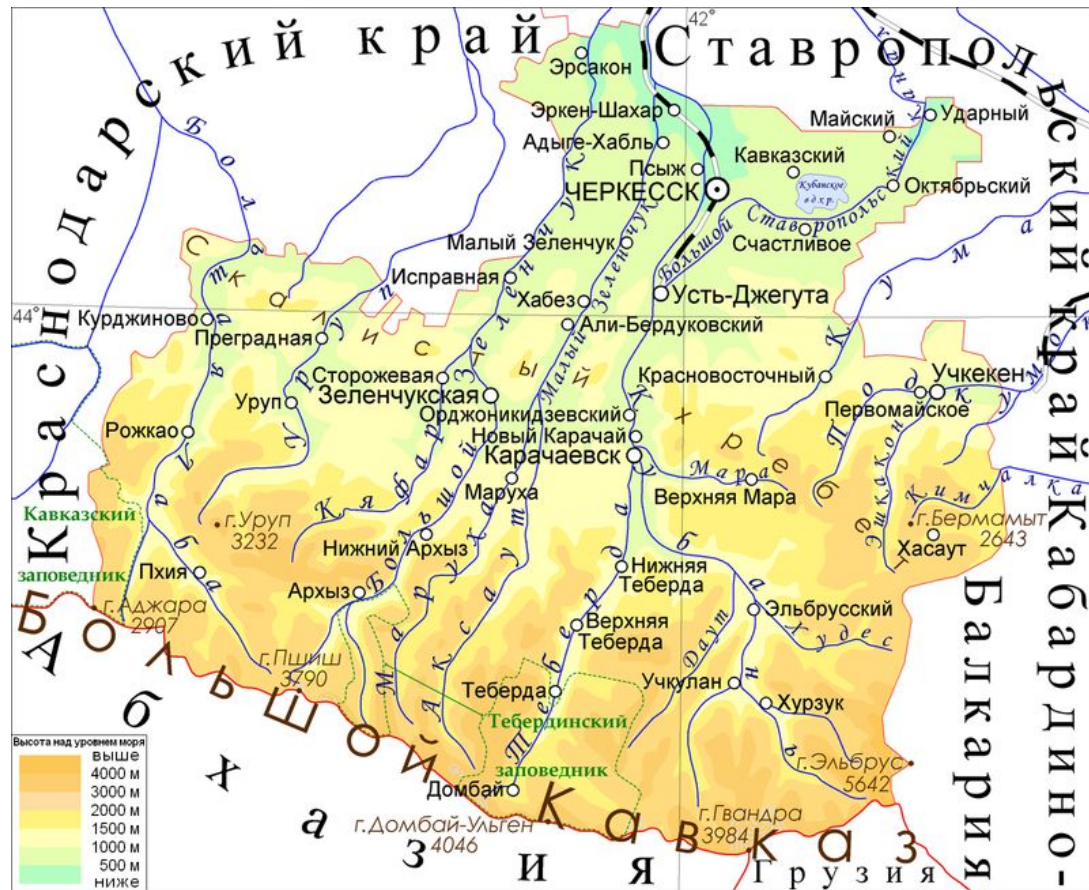 Краснодарский край
Ставропольский край
Кабардино-
Балкария
Грузия
Абхазия
Большой Кавказ
Скалистый хребет
42°
44°
Эрсакон
Эркен-Шахар
Адыге-Хабль
Псыж
ЧЕРКЕССК
Кавказский
Майский
Ударный
Октябрьский
Кубанское
вдхр.
Счастливое
Большой Ставропольский
Малый Зеленчук
Исправная
Хабез
Усть-Джегута
Али-Бердуковский
Курджиново
Преградная
Сторожевая
Зеленчукская
Уруп
Орджоникидзевский
Новый Карачай
Карачаевск
Красновосточный
Учкекен
Первомайское
Рожкао
Маруха
Верхняя Мара
г.Уруп
3232
Нижний Архыз
г.Бермамыт
2643
Хасаут
Кавказский
заповедник
Пхия
Архыз
Нижняя
Теберда
Эльбрусский
г.Аджара
2907
Верхняя
Теберда
г.Пшиш
3790
Теберда
Учкулан
Хурзук
Тебердинский
заповедник
г.Эльбрус
5642
Домбай
г.Домбай-Ульген
4046
г.Гвандра
3984
Большая Лаба
Уруп
Кяфар
Большой Зеленчук
Малый Зеленчук
Маруха
Аксаут
Теберда
Кубань
Мара
Даут
Худес
Кума
Подкумок
Эшкакон
Кимчалка
Высота над уровнем моря
выше
4000 м
3000 м
2000 м
1500 м
1000 м
500 м
ниже